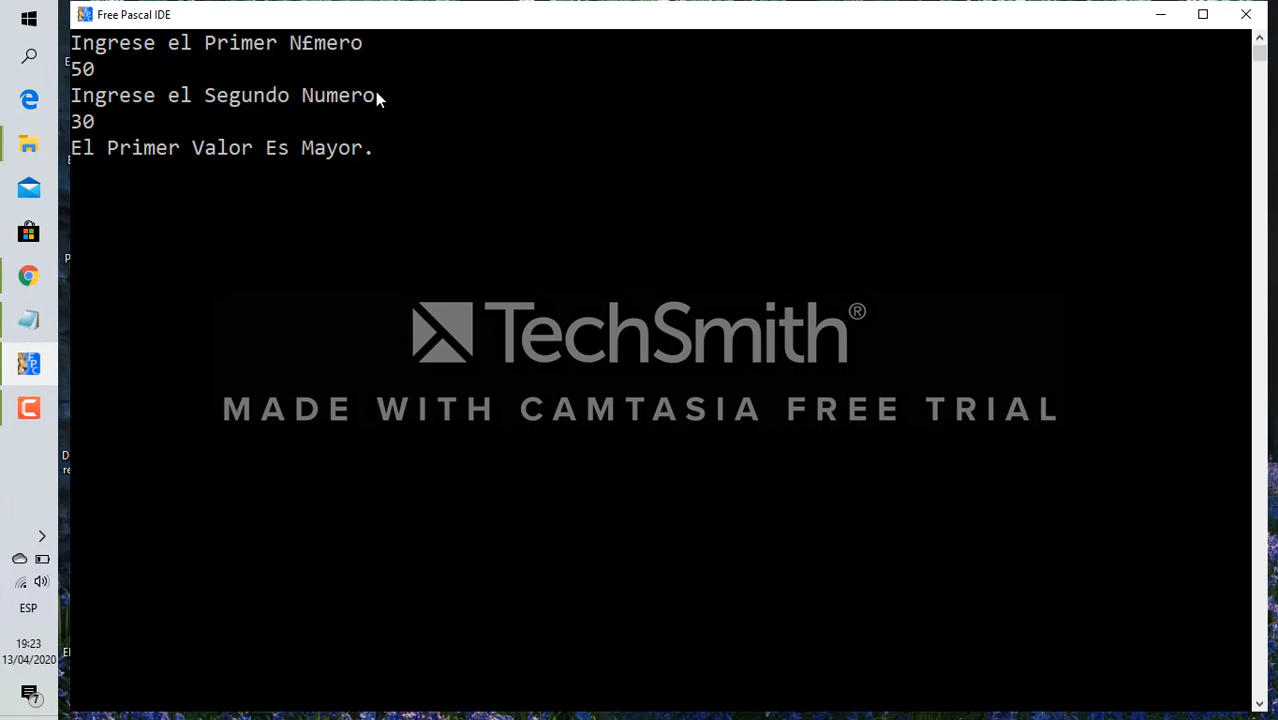 Free Pascal IDE
Ingrese el Primer N£mero
50
Ingrese el Segundo Numero
30
El Primer Valor Es Mayor.
TechSmith®
MADE WITH CAMTASIA FREE TRIAL
ESP
19:23
13/04/2020
7